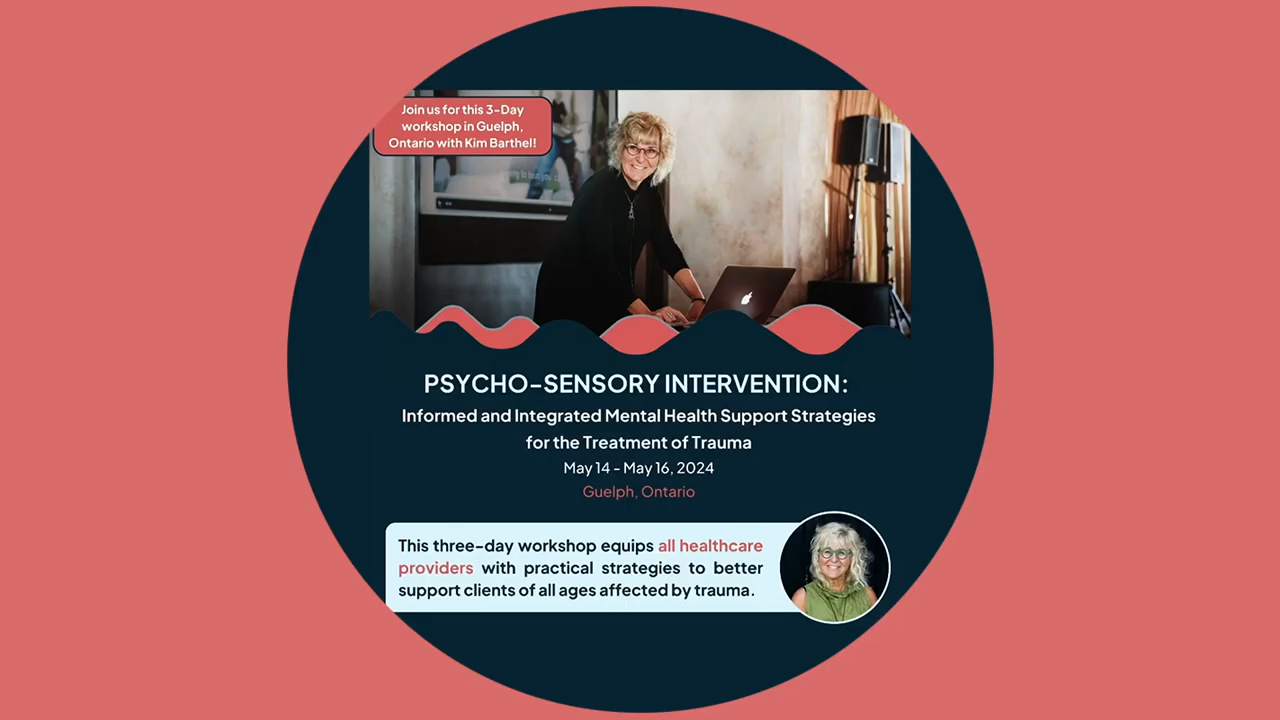 Join us for this 3-Day
workshop in Guelph,
Ontario with Kim Barthel!
PSYCHO-SENSORY INTERVENTION:
Informed and Integrated Mental Health Support Strategies
for the Treatment of Trauma
May 14 - May 16, 2024
Guelph, Ontario
This three-day workshop equips all healthcare
providers with practical strategies to better
support clients of all ages affected by trauma.